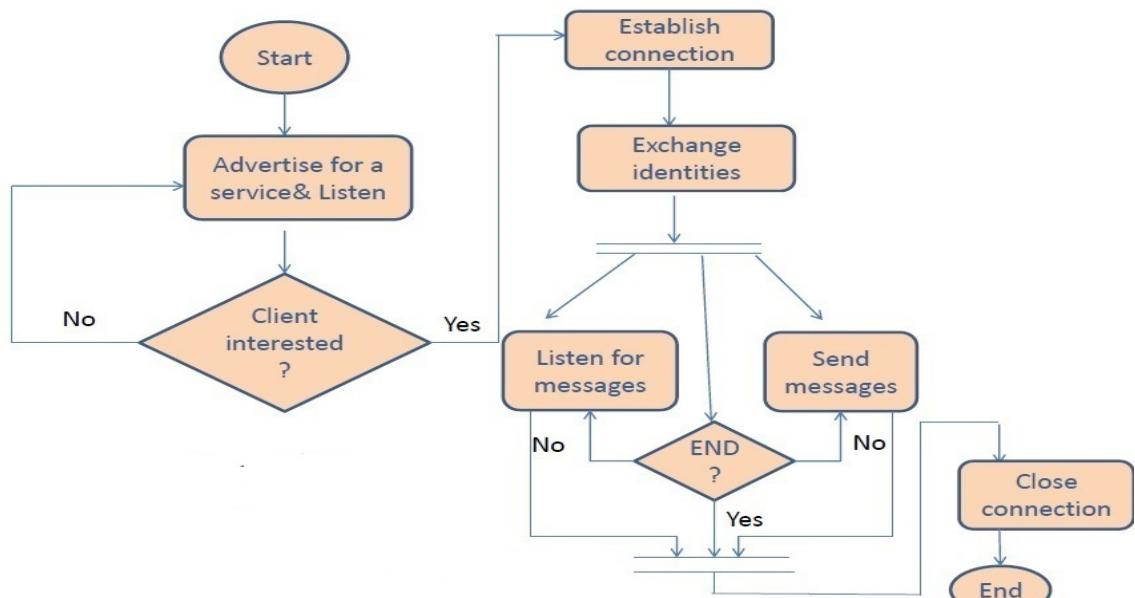 Start
Advertise for a
service& Listen
Client
interested
?
No
Yes
Establish
connection
Exchange
identities
Listen for
messages
Send
messages
END
?
No
No
Yes
Close
connection
End